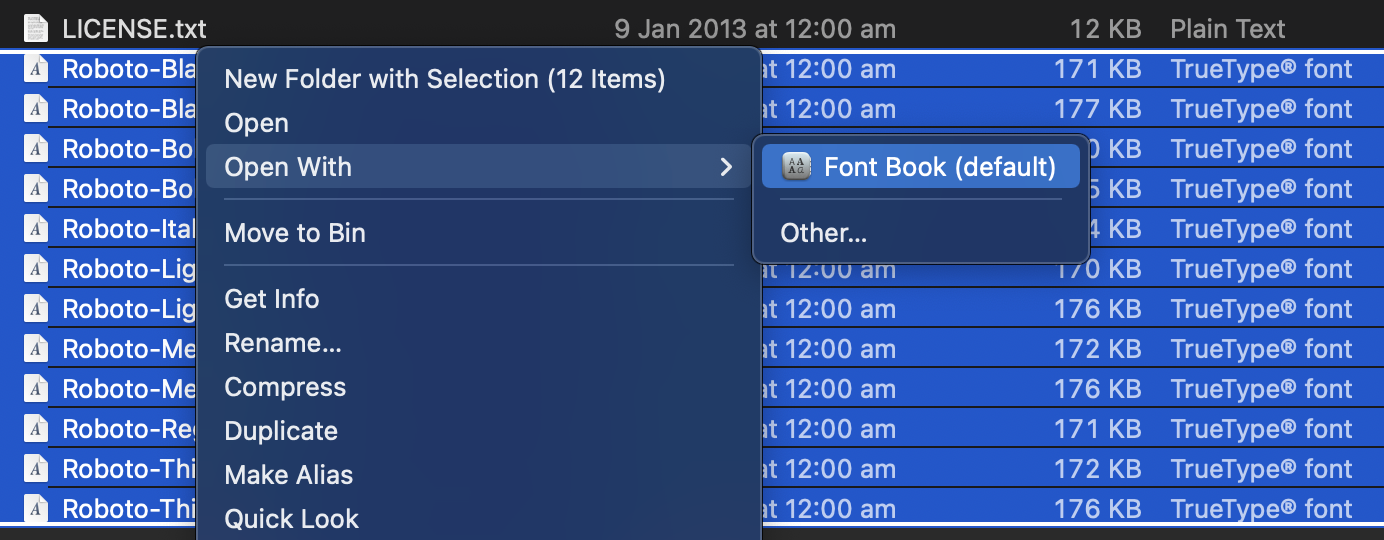 LICENSE.txt 9 Jan 2013 at 12:00 am 12 KB Plain Text
Roboto-Bla at 12:00 am 171 KB TrueType® font
New Folder with Selection (12 Items)
Roboto-Bla at 12:00 am 177 KB TrueType® font
Open
Roboto-Bo 0 KB TrueType® font
Open With Font Book (default)
Roboto-Bo 5 KB TrueType® font
Roboto-Ital 4 KB TrueType® font
Move to Bin Other...
Roboto-Lig at 12:00 am 170 KB TrueType® font
Get Info
Roboto-Lig at 12:00 am 176 KB TrueType® font
Rename...
Roboto-Me at 12:00 am 172 KB TrueType® font
Compress
Roboto-Me at 12:00 am 176 KB TrueType® font
Duplicate
Roboto-Reg at 12:00 am 171 KB TrueType® font
Make Alias
Roboto-Thi at 12:00 am 172 KB TrueType® font
Quick Look
Roboto-Thi at 12:00 am 176 KB TrueType® font